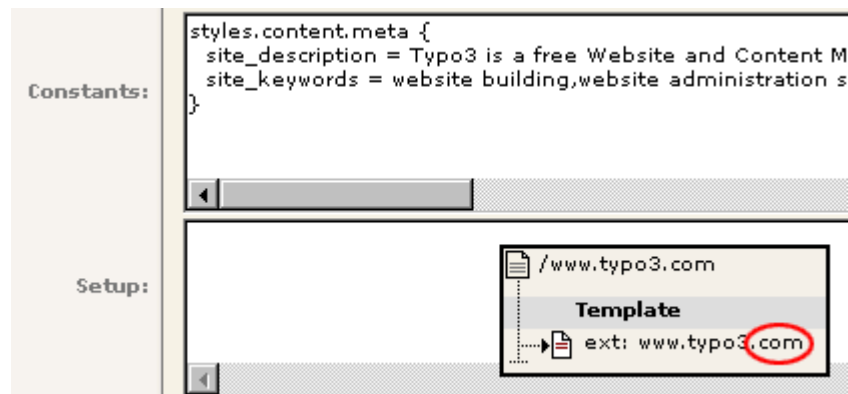 styles.content.meta {
site_description = Typo3 is a free Website and Content M
site_keywords = website building,website administration s
}
Constants:
Setup:
/www.typo3.com
Template
ext: www.typo3.com